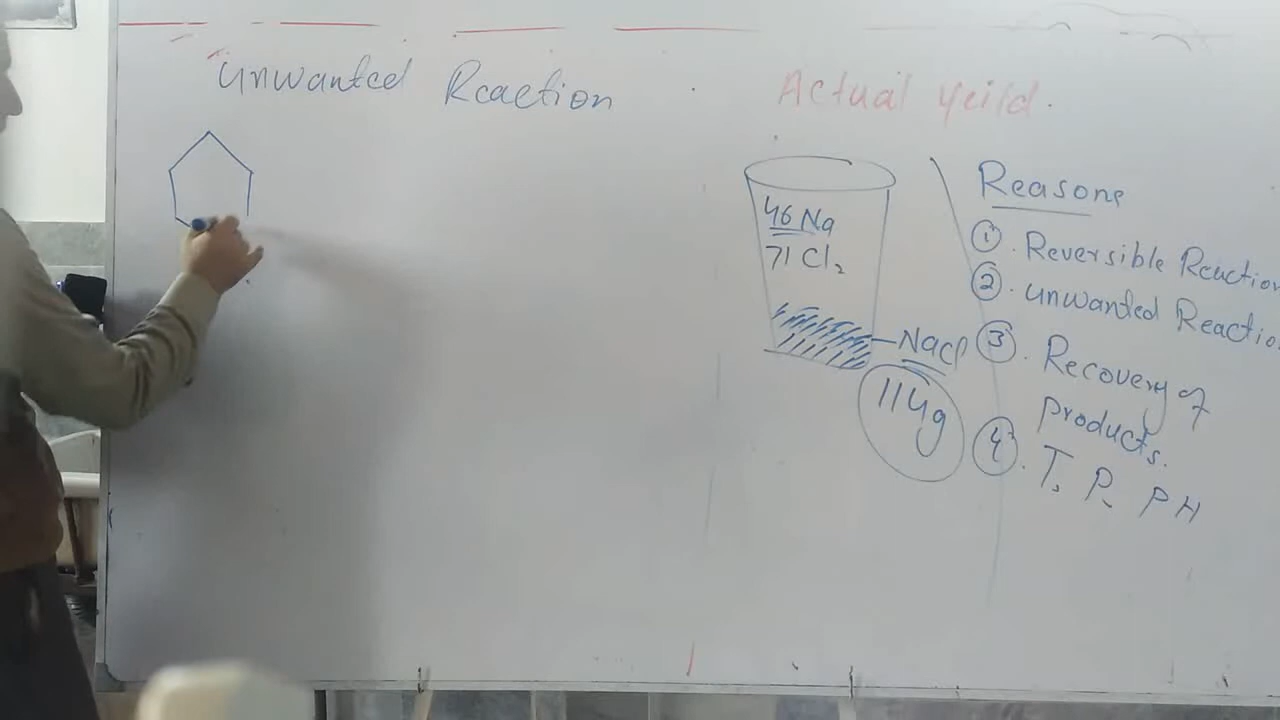 unwanted Reaction
Actual yeild.
46 Na
71 Cl₂
NaCl
114g
Reasons
① . Reversible Reaction
② . unwanted Reactio
③ . Recovery of
products.
④ . T, P, PH